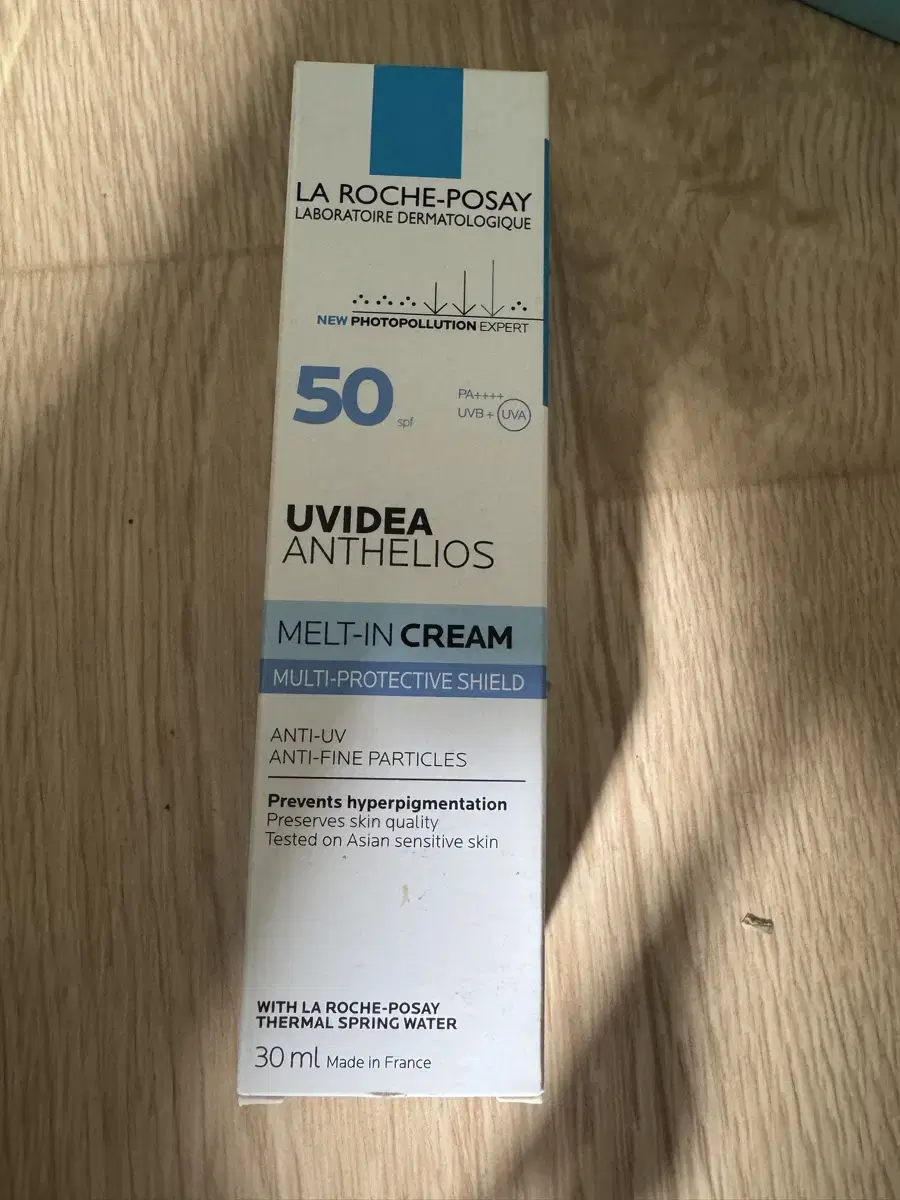 LA ROCHE-POSAY
LABORATOIRE DERMATOLOGIQUE
NEW PHOTOPOLLUTION EXPERT
50 spf
PA++++
UVB + UVA
UVIDEA
ANTHELIOS
MELT-IN CREAM
MULTI-PROTECTIVE SHIELD
ANTI-UV
ANTI-FINE PARTICLES
Prevents hyperpigmentation
Preserves skin quality
Tested on Asian sensitive skin
WITH LA ROCHE-POSAY
THERMAL SPRING WATER
30 ml Made in France